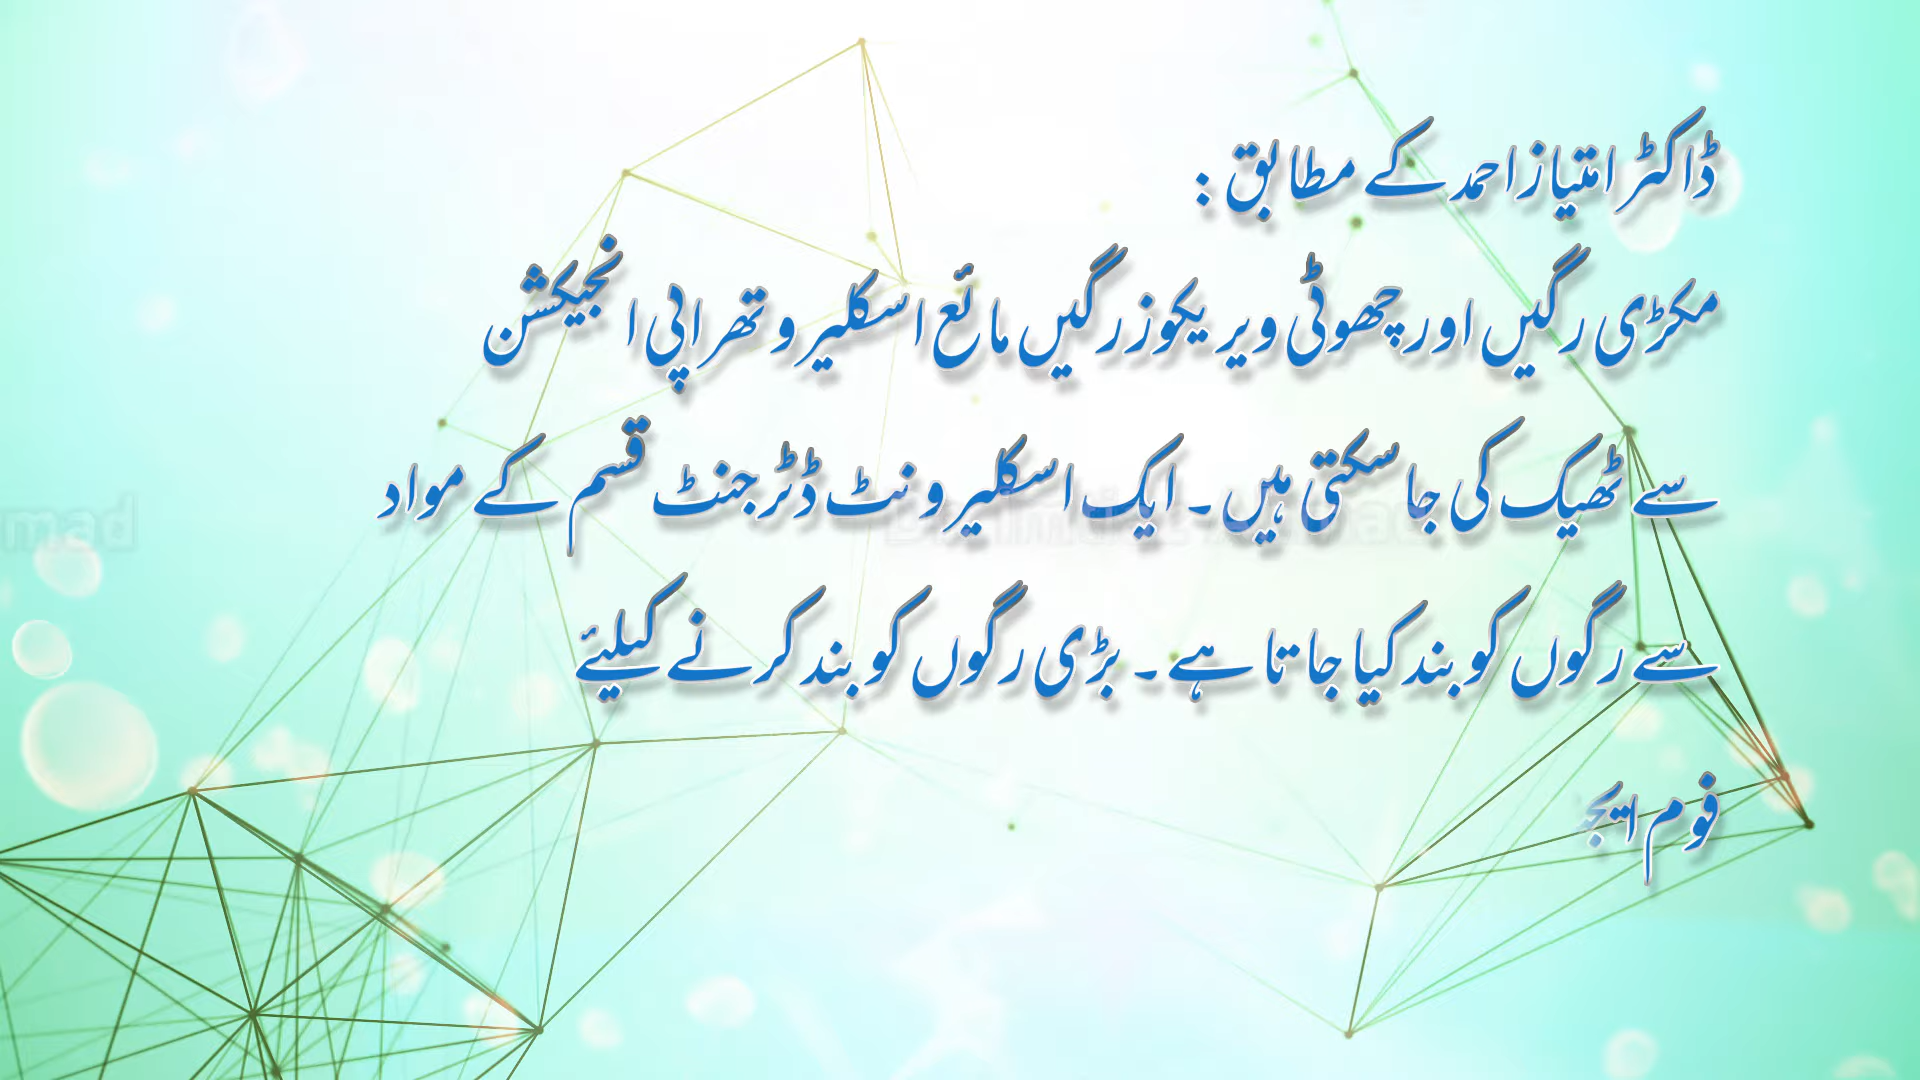 ڈاکٹر امتیاز احمد کے مطابق :
مکڑی رگیں اور چھوٹی ویریکوز رگیں مائع اسکلیرو تھراپی انجیکشن
سے ٹھیک کی جا سکتی ہیں۔ ایک اسکلیرو نٹ ڈٹرجنٹ قسم کے مواد
سے رگوں کو بند کیا جاتا ہے۔ بڑی رگوں کو بند کرنے کیلئے
فوم
mad